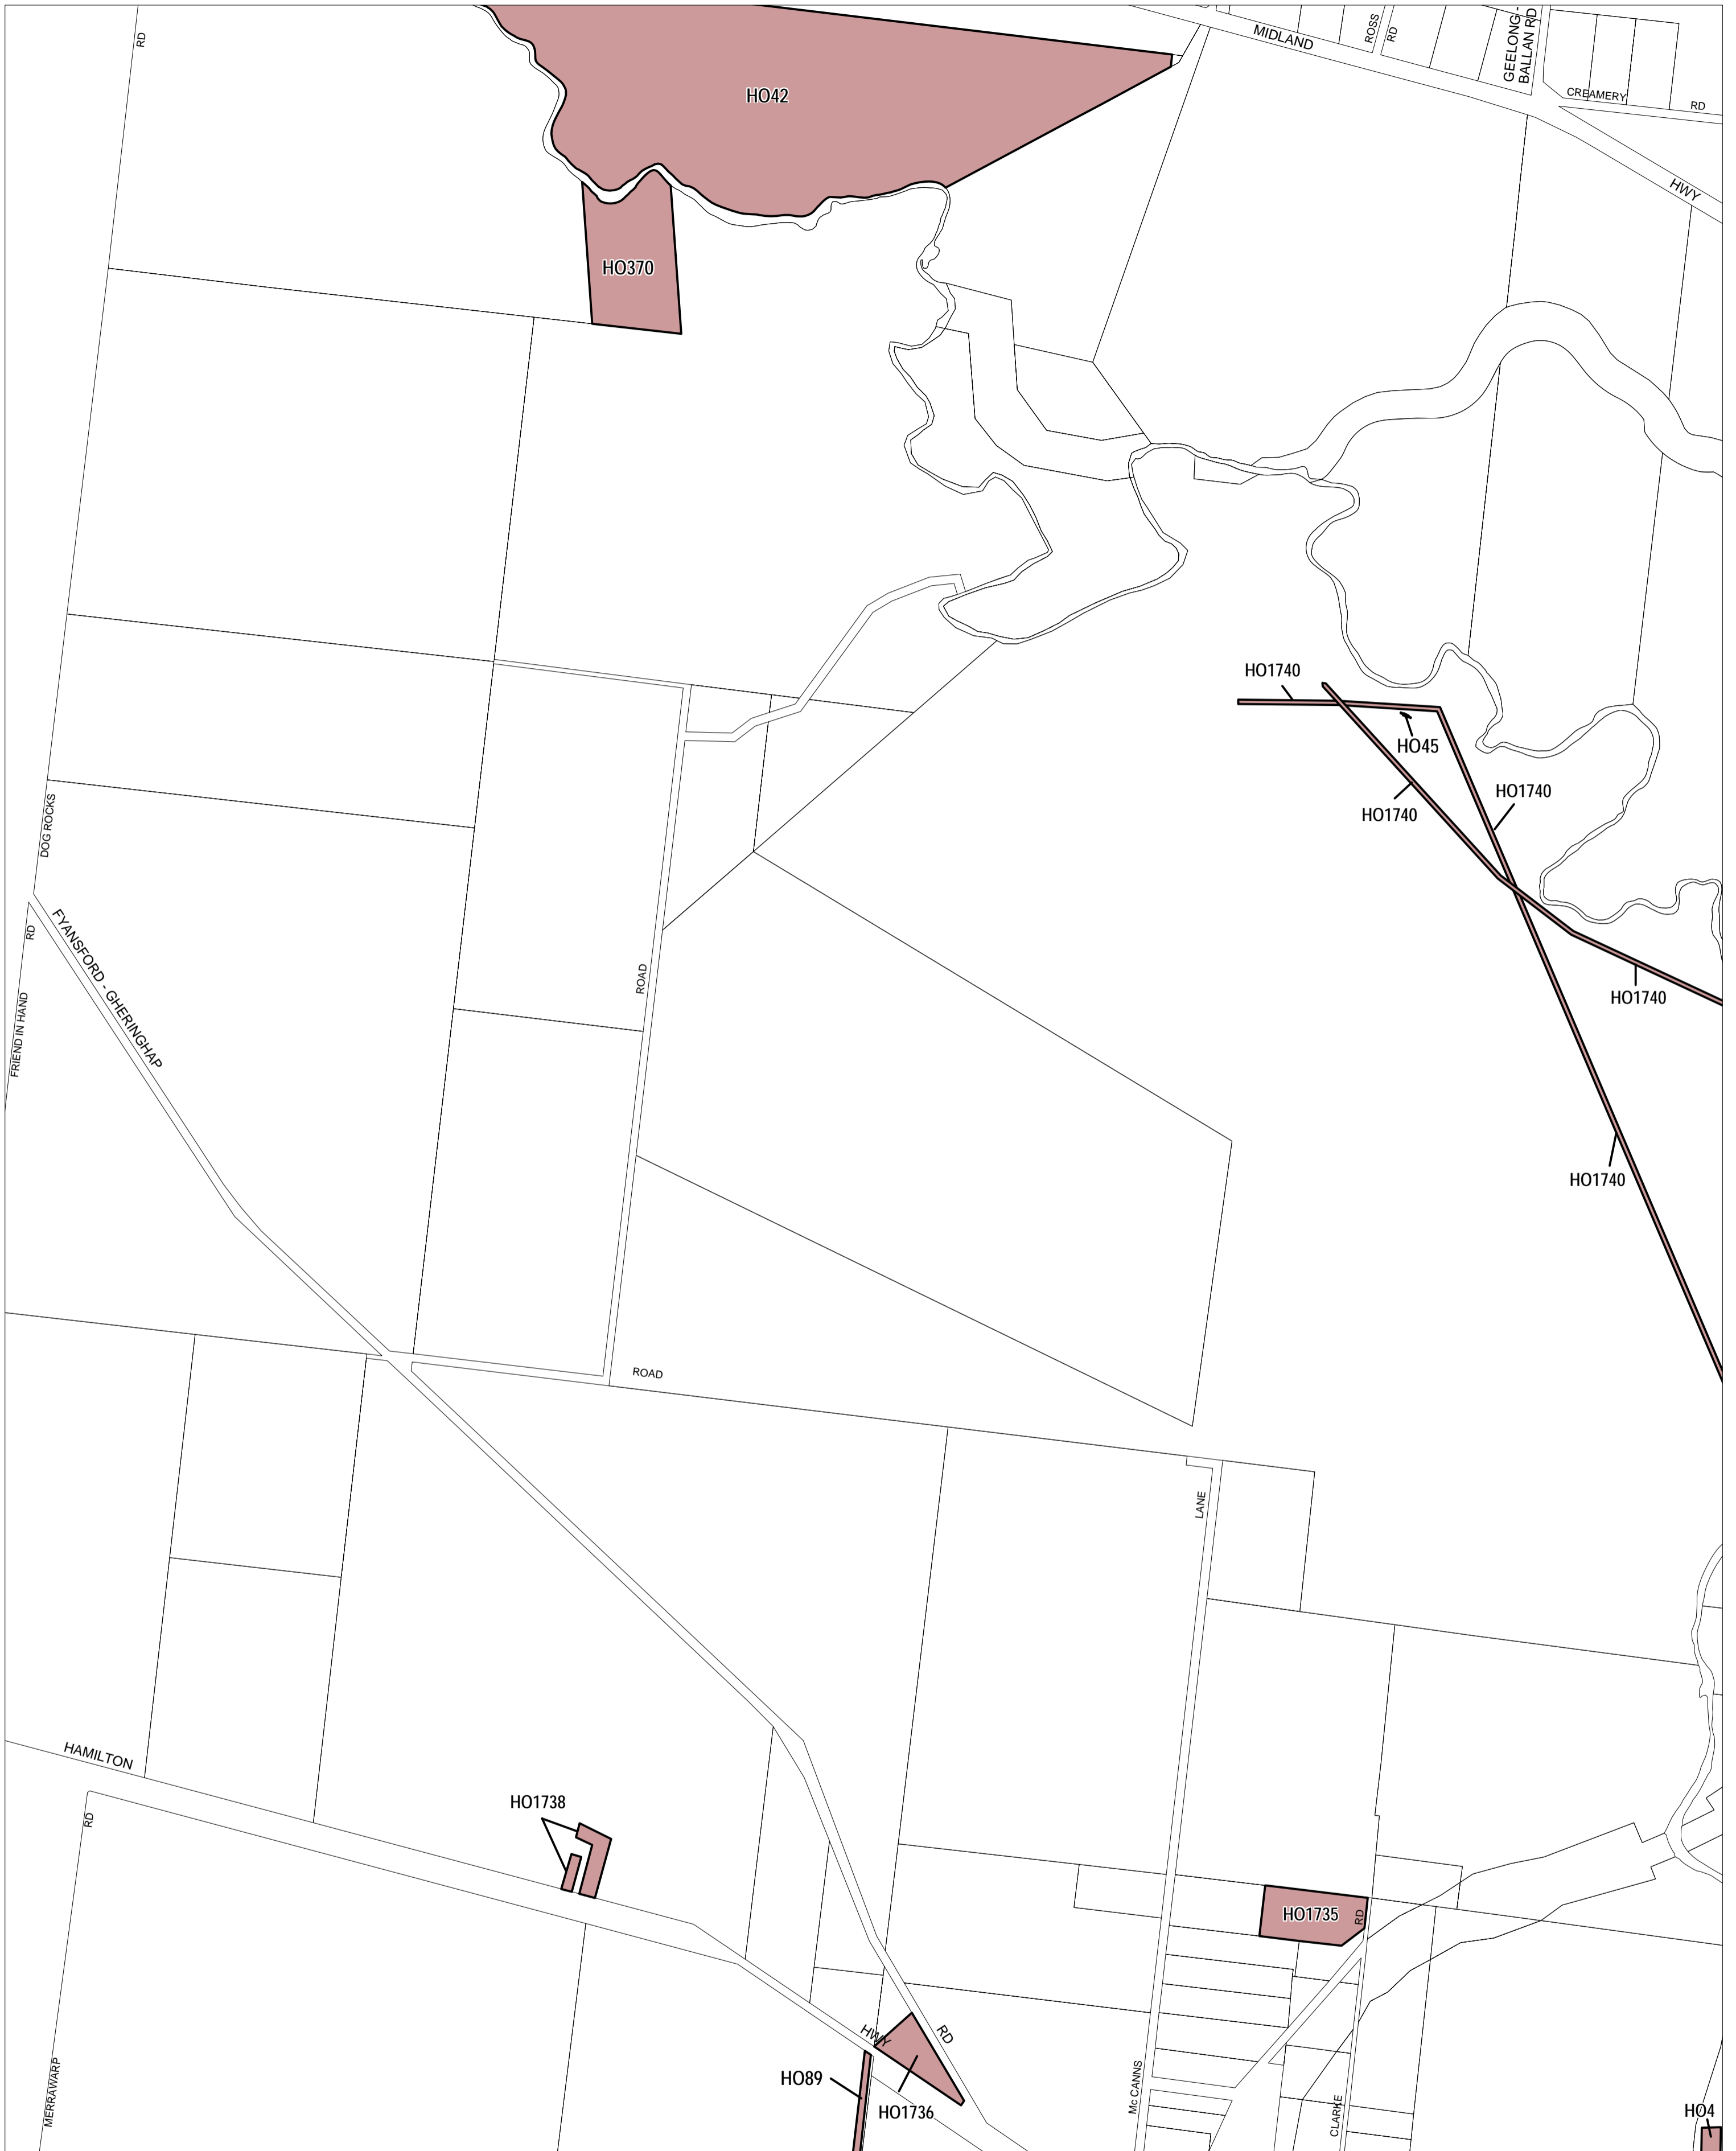 RD
MIDLAND
ROSS
RD
GEELONG -
BALLAN RD
CREAMERY
RD
HO42
HWY
HO370
HO1740
HO45
HO1740
HO1740
DOG ROCKS
RD
FYANSFORD - GHERINGHAP
ROAD
HO1740
FRIEND IN HAND
HO1740
ROAD
LANE
HAMILTON
RD
HO1738
HO1735
RD
HWY
RD
HO89
HO1736
MERRAWARP
Mc CANNS
CLARKE
HO4